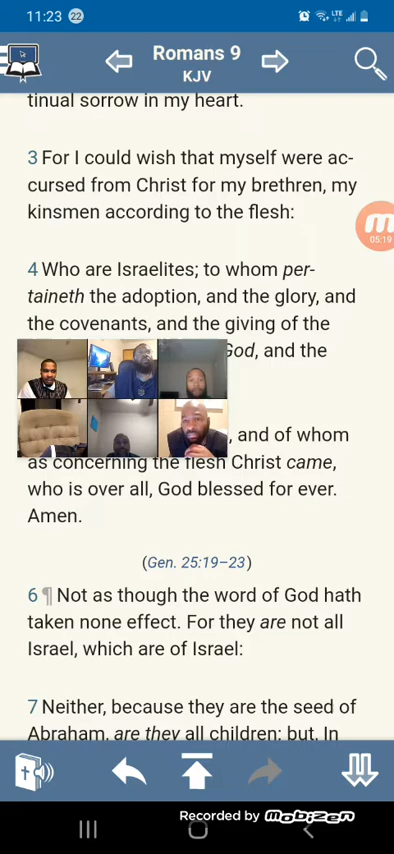 11:23 22 LTE
Romans 9
KJV
tinual sorrow in my heart.
3 For I could wish that myself were ac-
cursed from Christ for my brethren, my
kinsmen according to the flesh:
05:19
4 Who are Israelites; to whom per-
taineth the adoption, and the glory, and
the covenants, and the giving of the
God, and the
, and of whom
as concerning the flesh Christ came,
who is over all, God blessed for ever.
Amen.
(Gen. 25:19–23)
6 ¶ Not as though the word of God hath
taken none effect. For they are not all
Israel, which are of Israel:
7 Neither, because they are the seed of
Abraham, are they all children: but, In
Recorded by mobizen